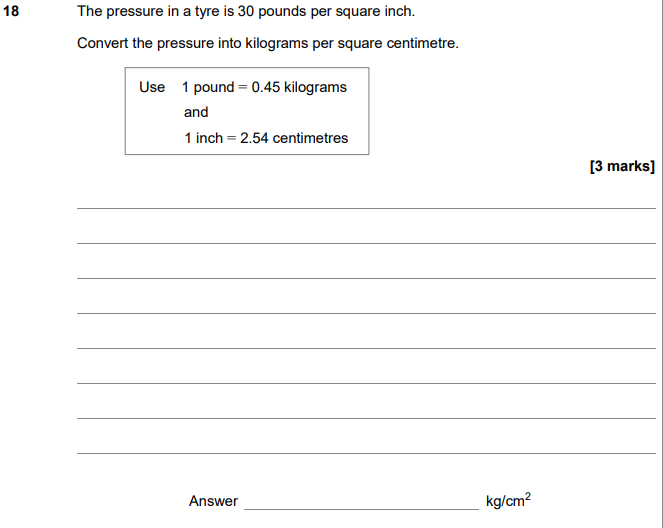 18 The pressure in a tyre is 30 pounds per square inch.
Convert the pressure into kilograms per square centimetre.
Use 1 pound = 0.45 kilograms
and
1 inch = 2.54 centimetres
[3 marks]
Answer kg/cm²